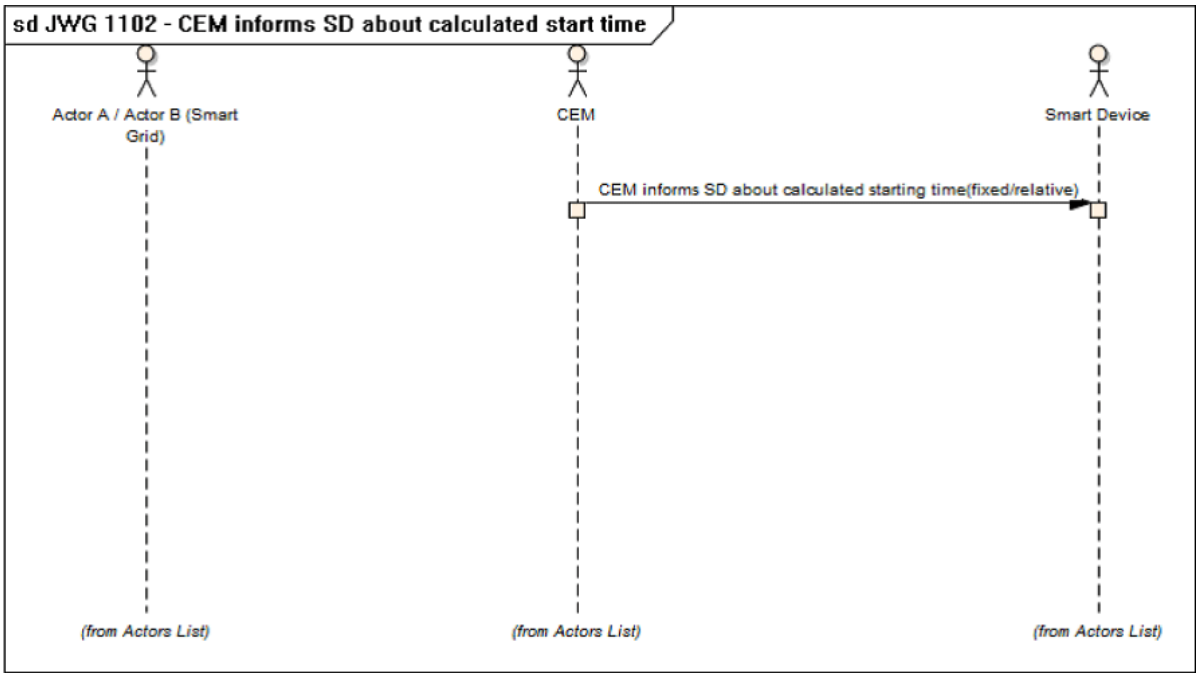 sd JWG 1102 - CEM informs SD about calculated start time
Actor A / Actor B (Smart
Grid)
CEM
Smart Device
CEM informs SD about calculated starting time(fixed/relative)
(from Actors List)
(from Actors List)
(from Actors List)